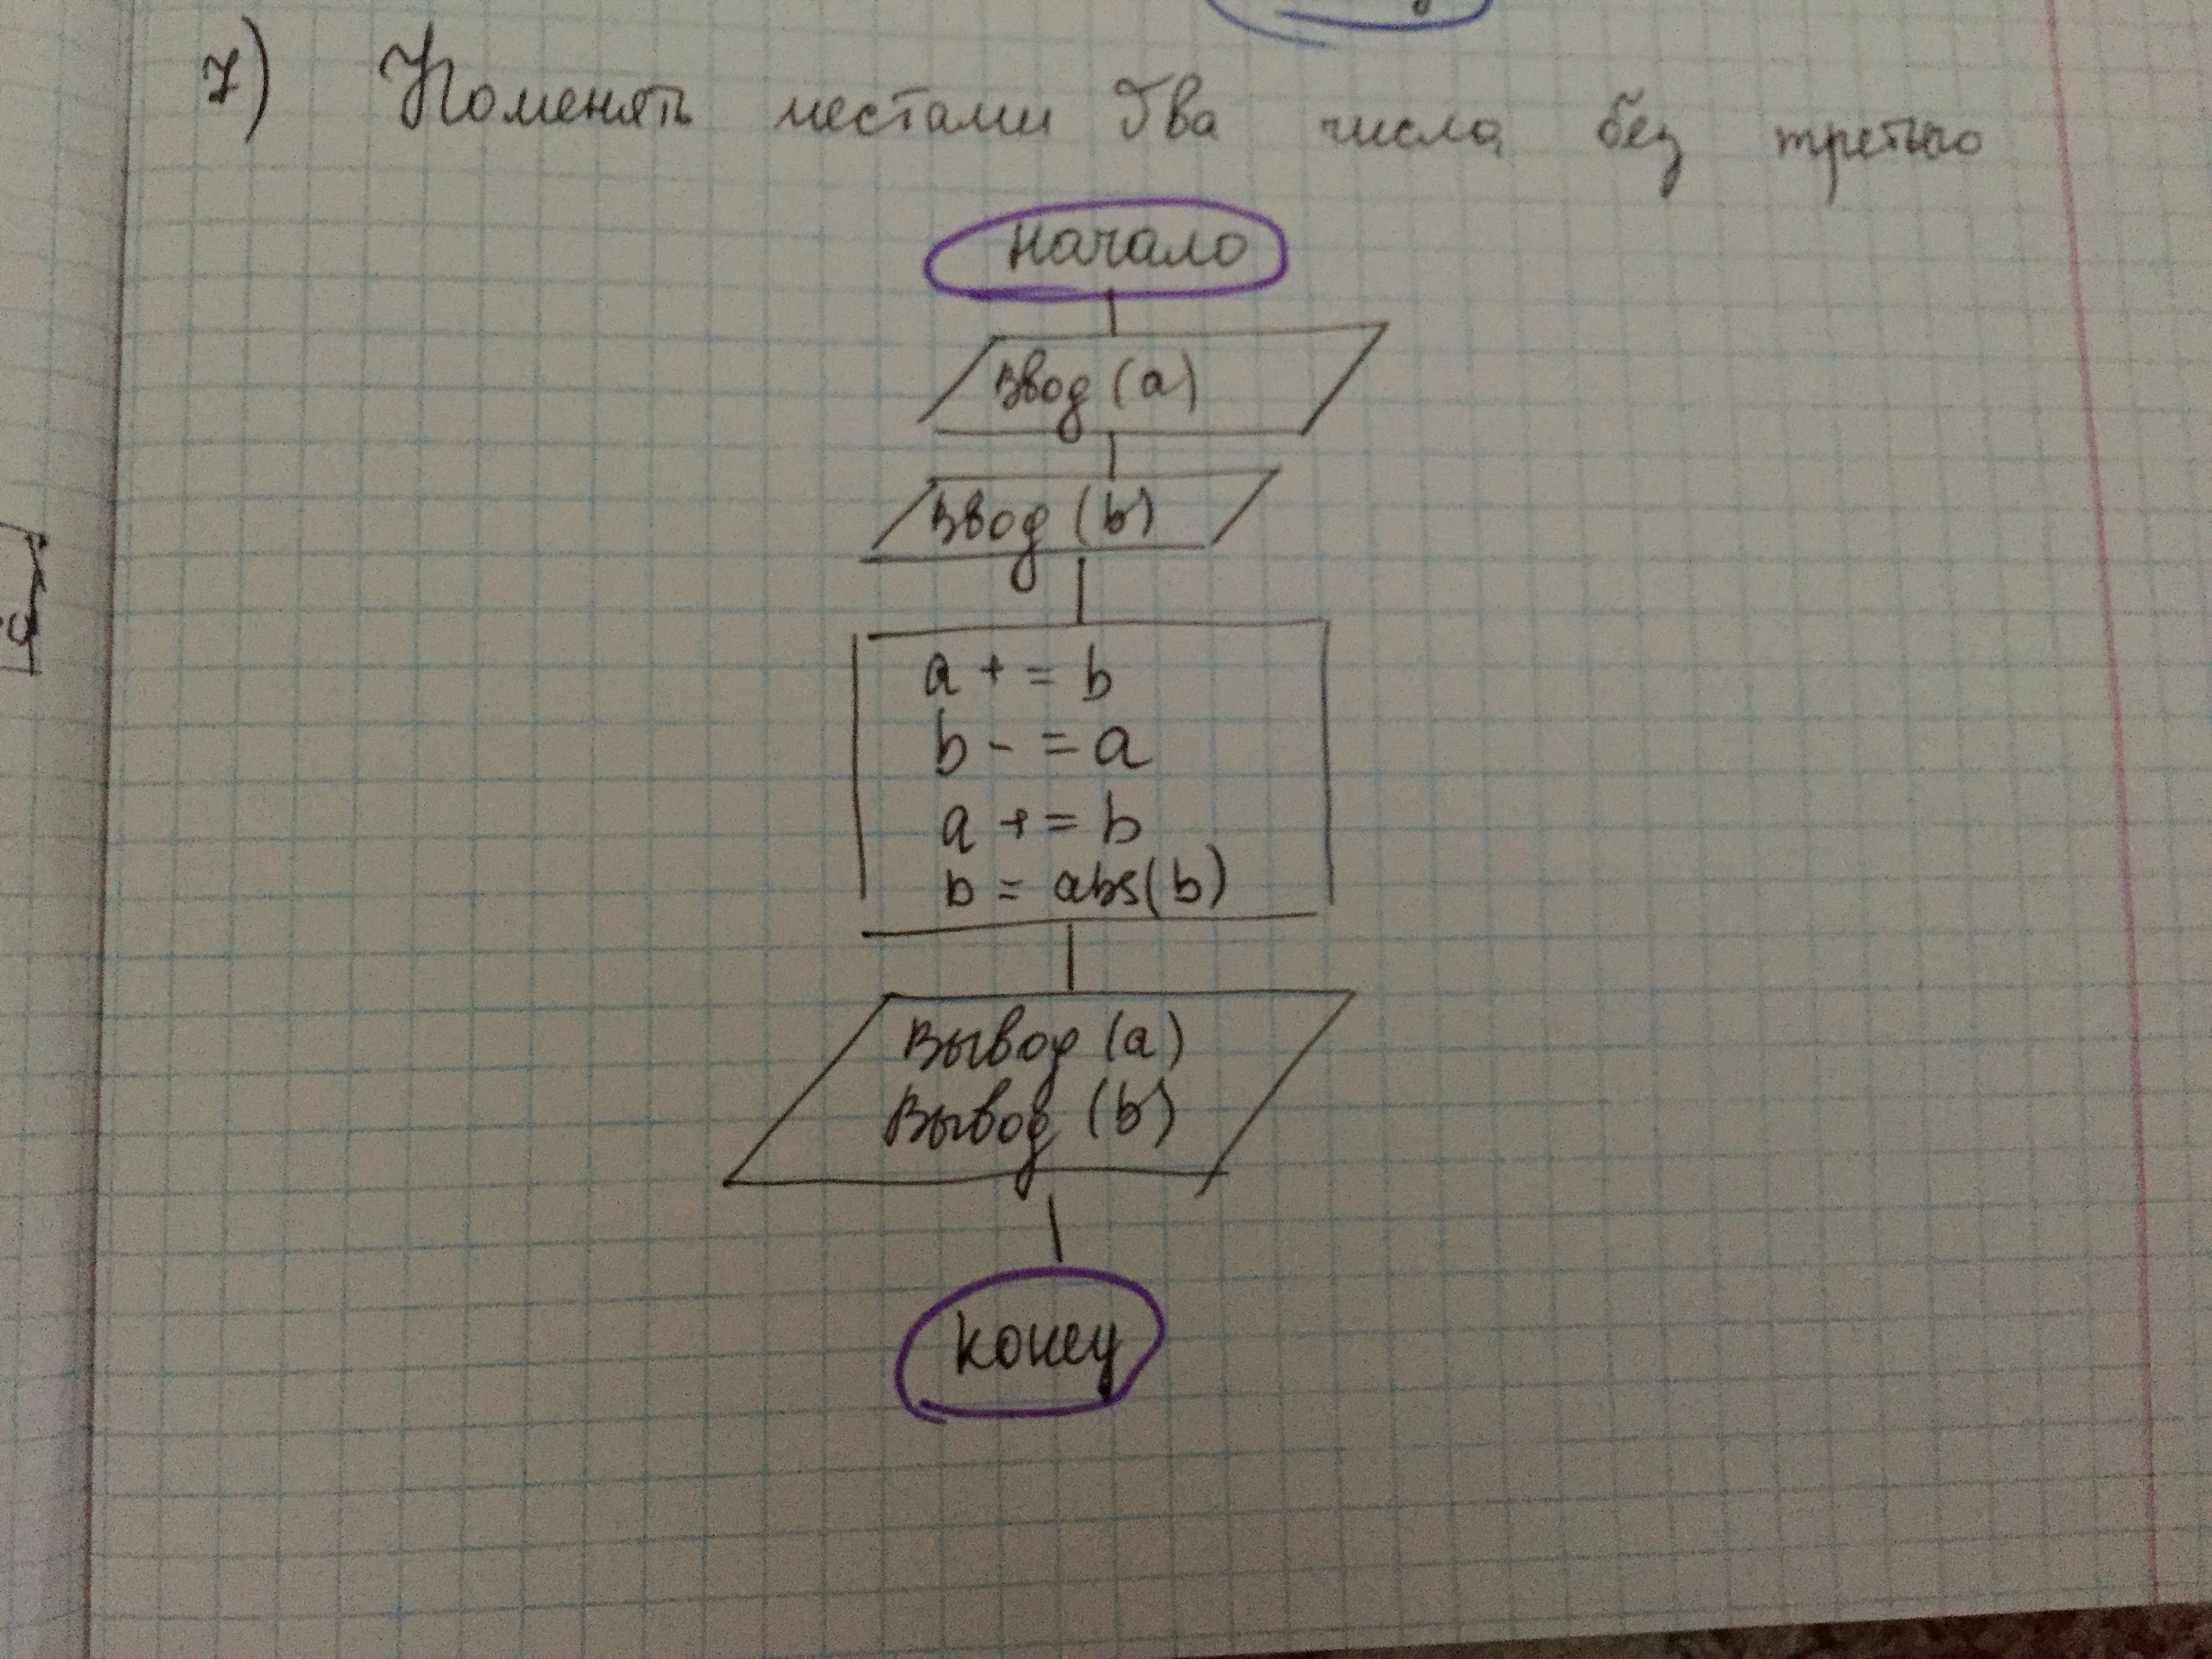 7) Поменять местами два числа без третьего
начало
ввод (a)
ввод (b)
a + = b
b - = a
a + = b
b = abs(b)
вывод (a)
вывод (b)
конец